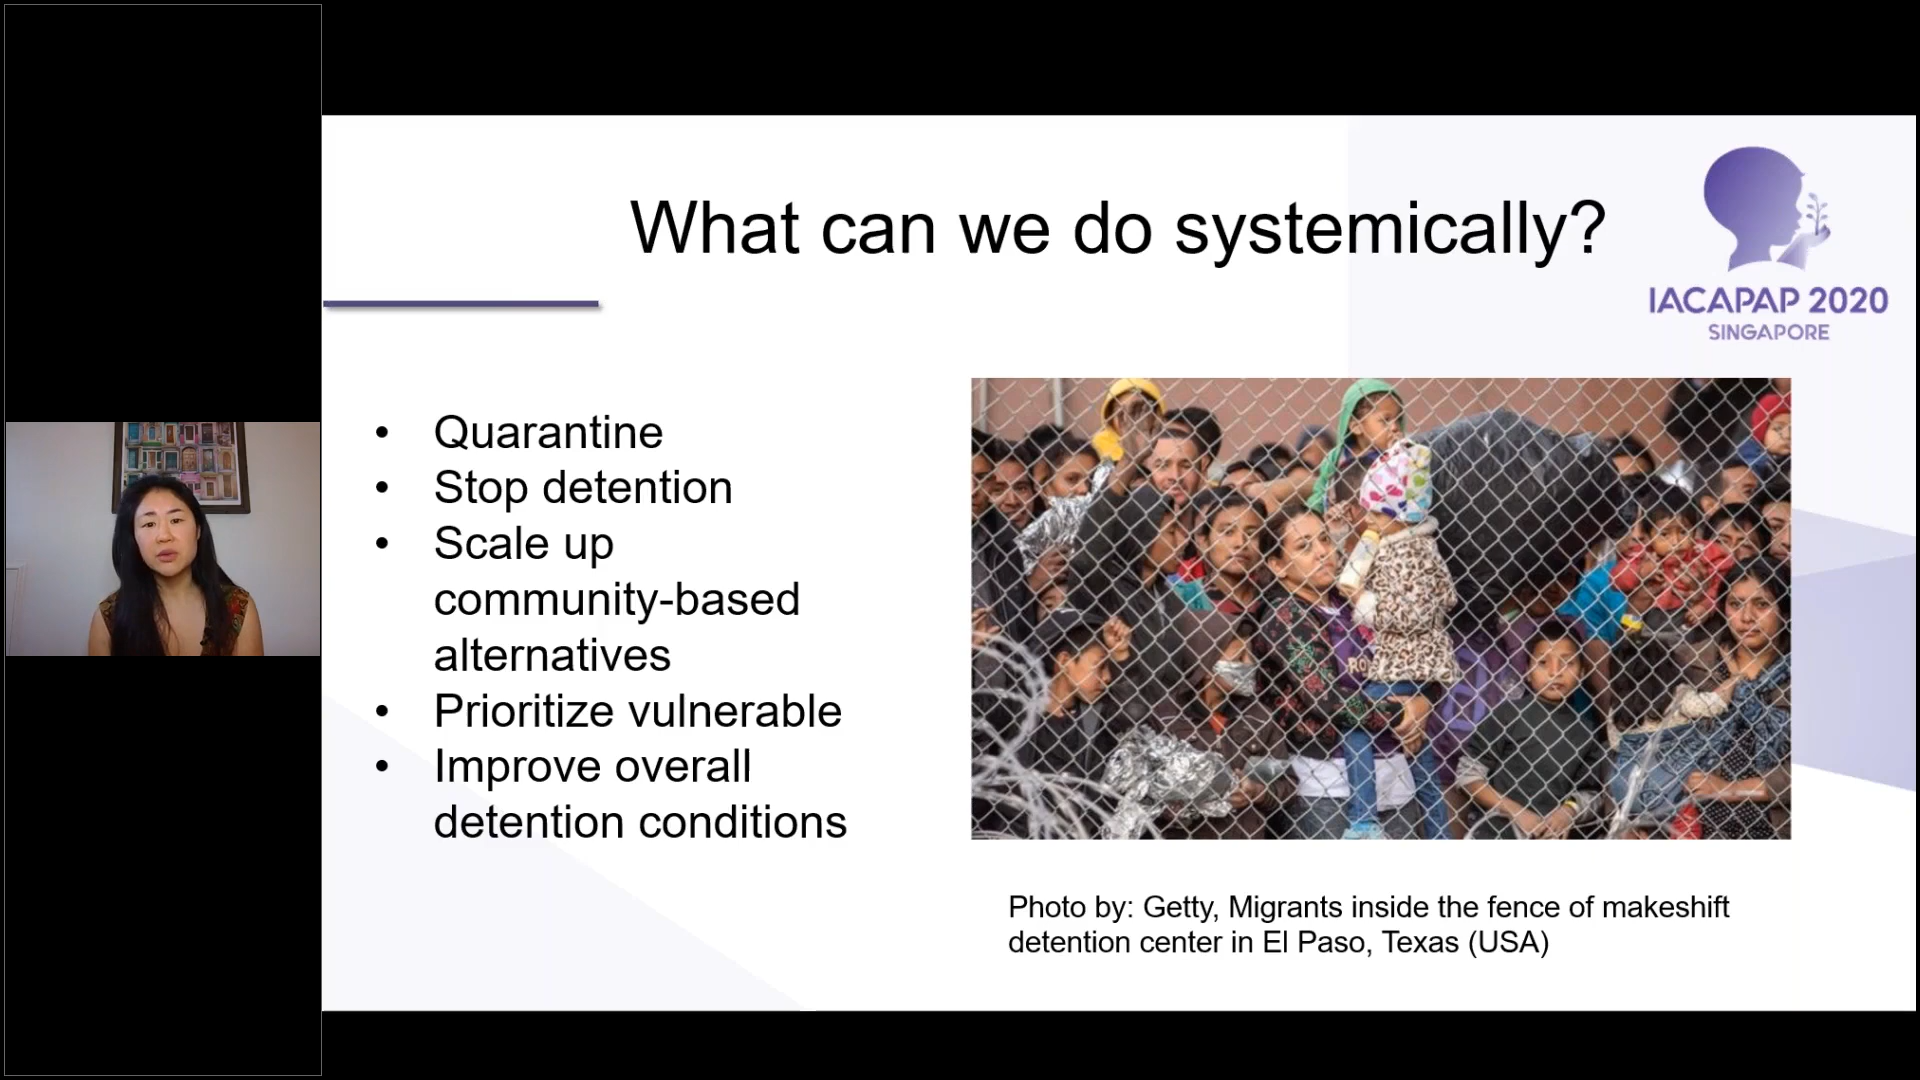 What can we do systemically?
IACAPAP 2020
SINGAPORE
• Quarantine
• Stop detention
• Scale up
community-based
alternatives
• Prioritize vulnerable
• Improve overall
detention conditions
Photo by: Getty, Migrants inside the fence of makeshift
detention center in El Paso, Texas (USA)